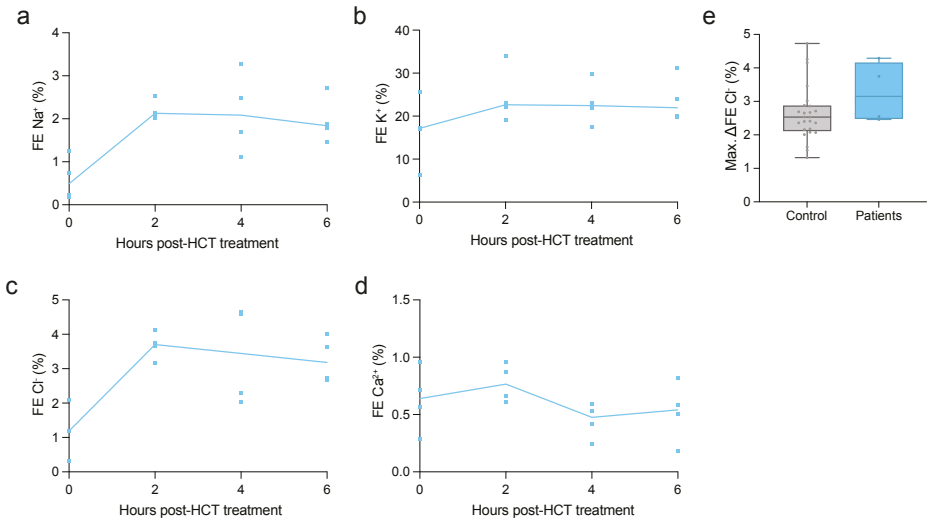 a
4
3
2
1
0
FE Na⁺ (%)
0 2 4 6
Hours post-HCT treatment
b
40
30
20
10
0
FE K⁺ (%)
0 2 4 6
Hours post-HCT treatment
e
5
4
3
2
1
0
Max. ΔFE Cl⁻ (%)
Control Patients
c
5
4
3
2
1
0
FE Cl⁻ (%)
0 2 4 6
Hours post-HCT treatment
d
1.5
1.0
0.5
0.0
FE Ca²⁺ (%)
0 2 4 6
Hours post-HCT treatment